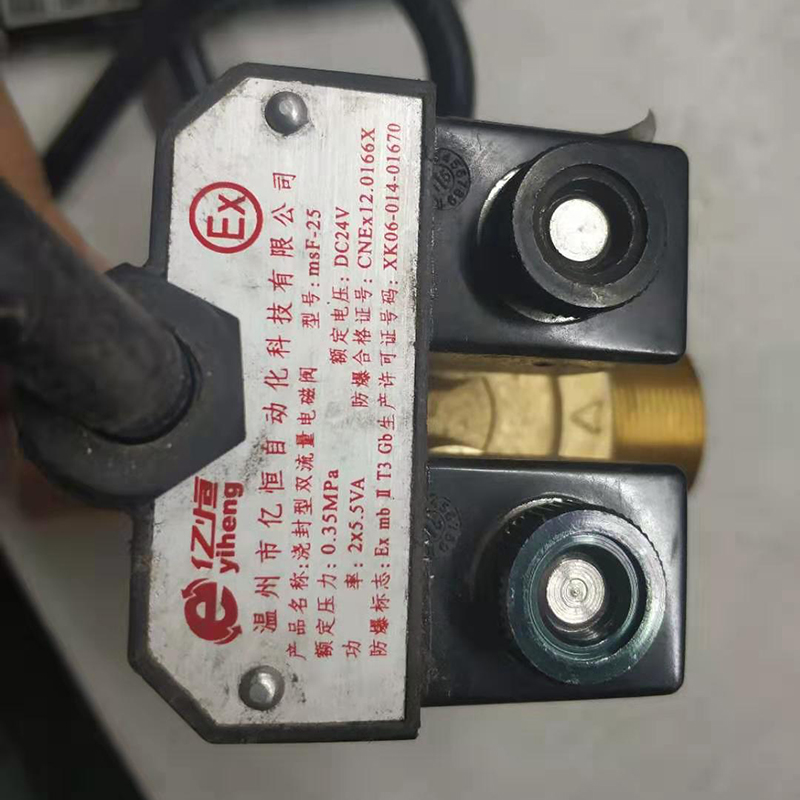 Ex
亿恒
yiheng
温州市亿恒自动化科技有限公司
产品名称:浇封型双流量电磁阀 型号:msF-25
额定压力:0.35MPa 额定电压:DC24V
功 率:2x5.5VA 防爆合格证号:CNEx12.0166X
防爆标志:Ex mb Ⅱ T3 Gb生产许可证号码:XK06-014-01670